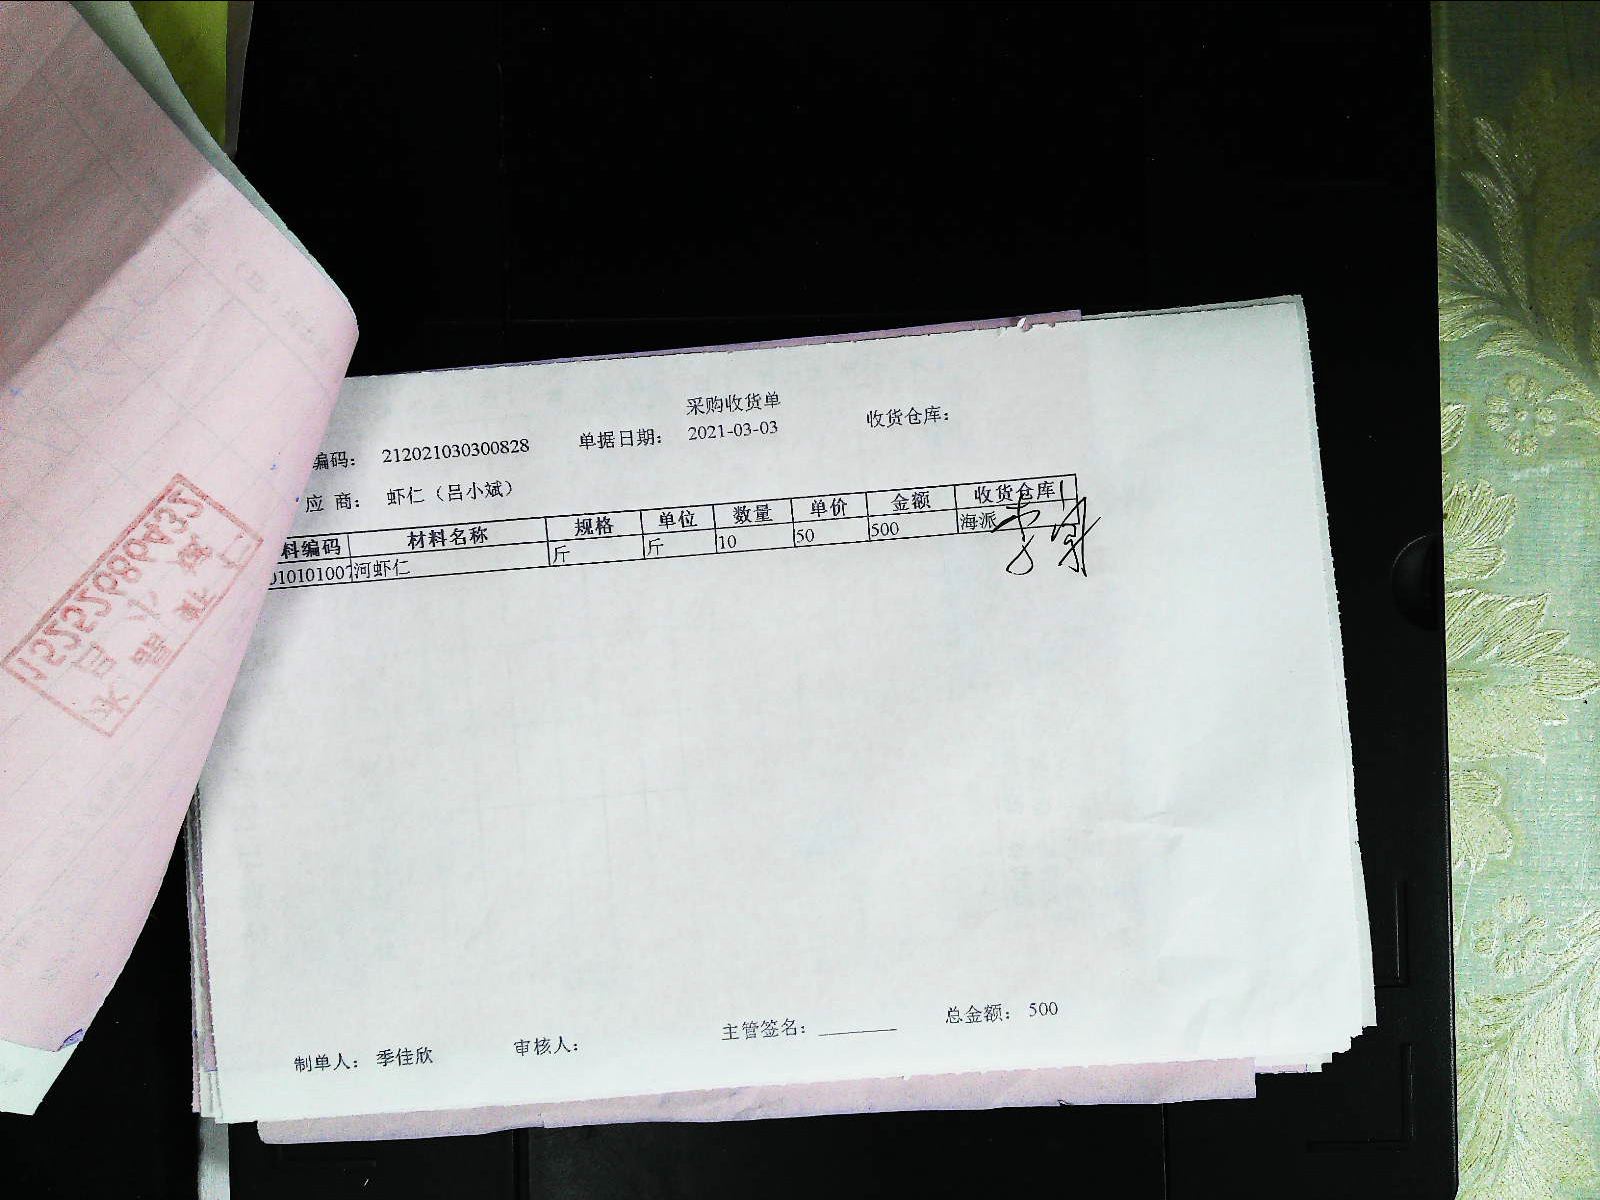 采购收货单
编码： 212021030300828 单据日期： 2021-03-03 收货仓库：
应 商： 虾仁（吕小斌）
料编码 材料名称 规格 单位 数量 单价 金额 收货仓库
010101007 河虾仁 斤 斤 10 50 500 海派
制单人： 季佳欣 审核人： 主管签名： 总金额： 500